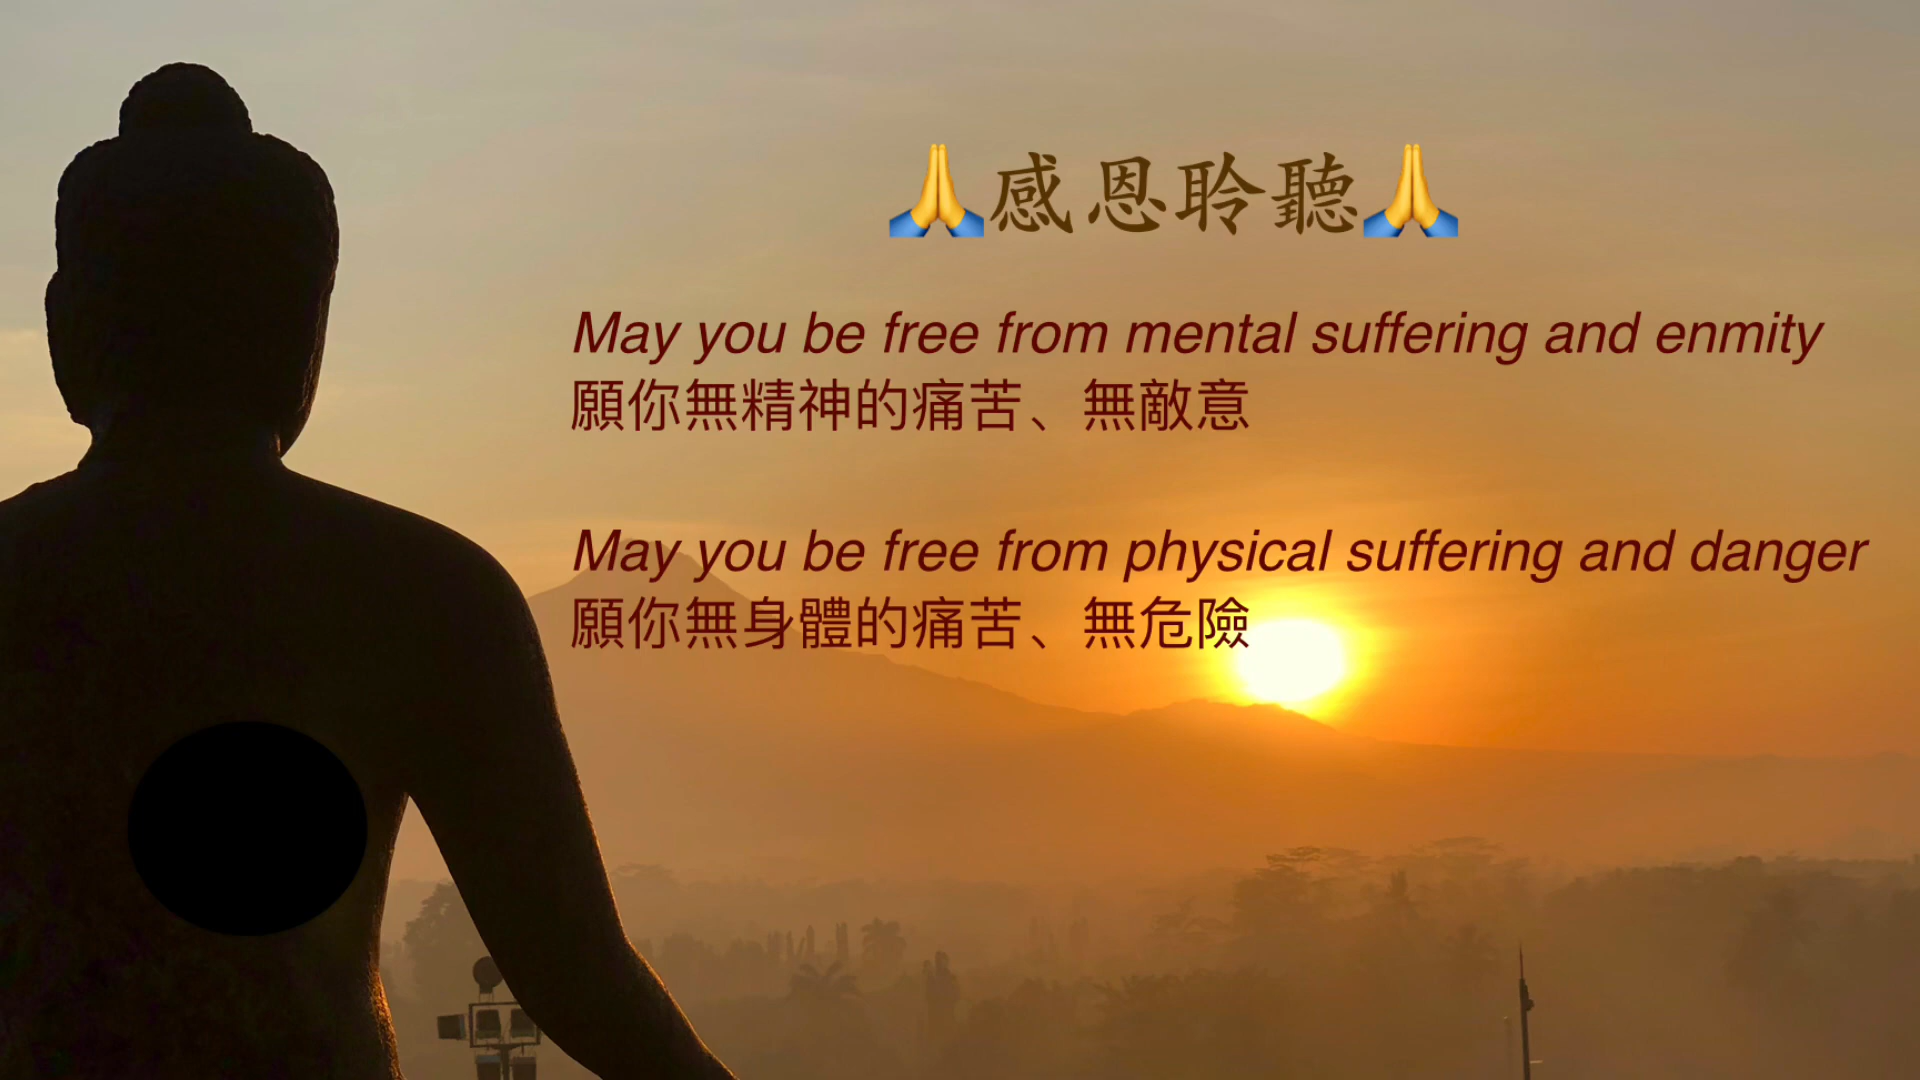 🙏感恩聆聽🙏
May you be free from mental suffering and enmity
願你無精神的痛苦、無敵意
May you be free from physical suffering and danger
願你無身體的痛苦、無危險